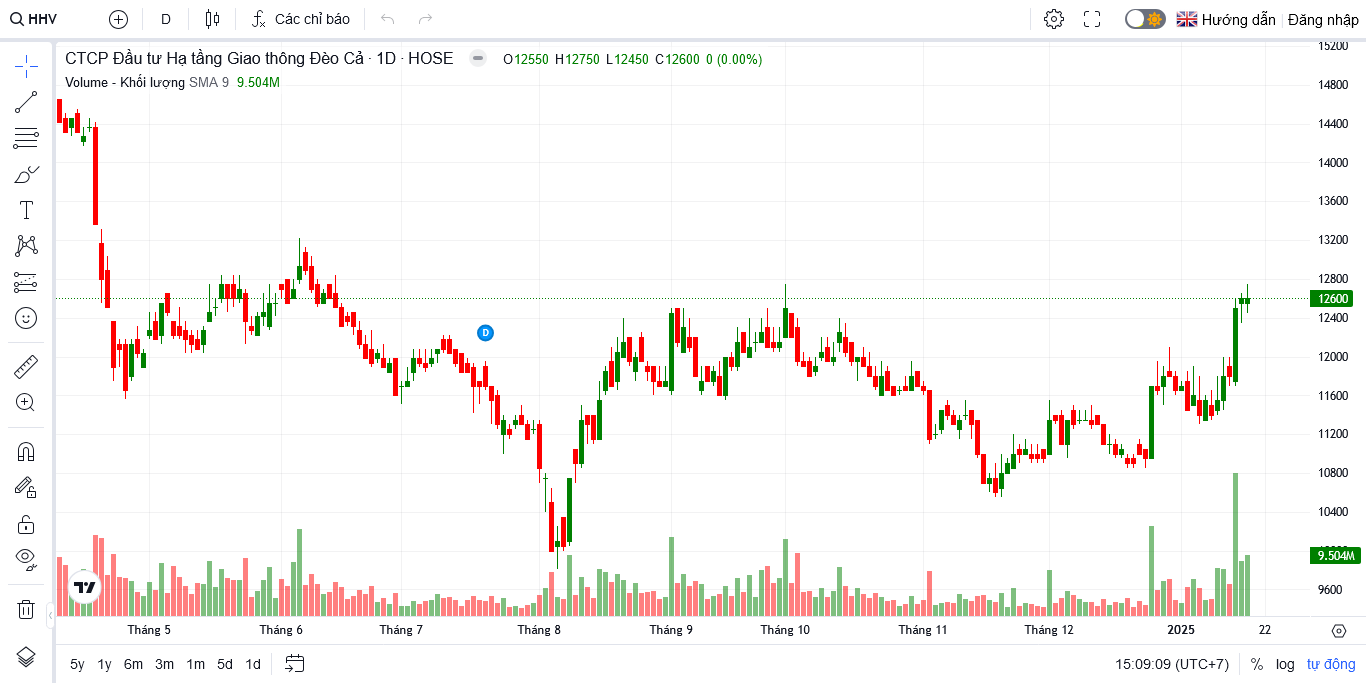 HHV D Các chỉ báo Hướng dẫn Đăng nhập
CTCP Đầu tư Hạ tầng Giao thông Đèo Cả · 1D · HOSE O12550 H12750 L12450 C12600 0 (0.00%)
Volume - Khối lượng SMA 9 9.504M
15200
14800
14400
14000
13600
13200
12800
12600
12400
12000
11600
11200
10800
10400
9.504M
9600
D
Tháng 5 Tháng 6 Tháng 7 Tháng 8 Tháng 9 Tháng 10 Tháng 11 Tháng 12 2025 22
5y 1y 6m 3m 1m 5d 1d 15:09:09 (UTC+7) % log tự động